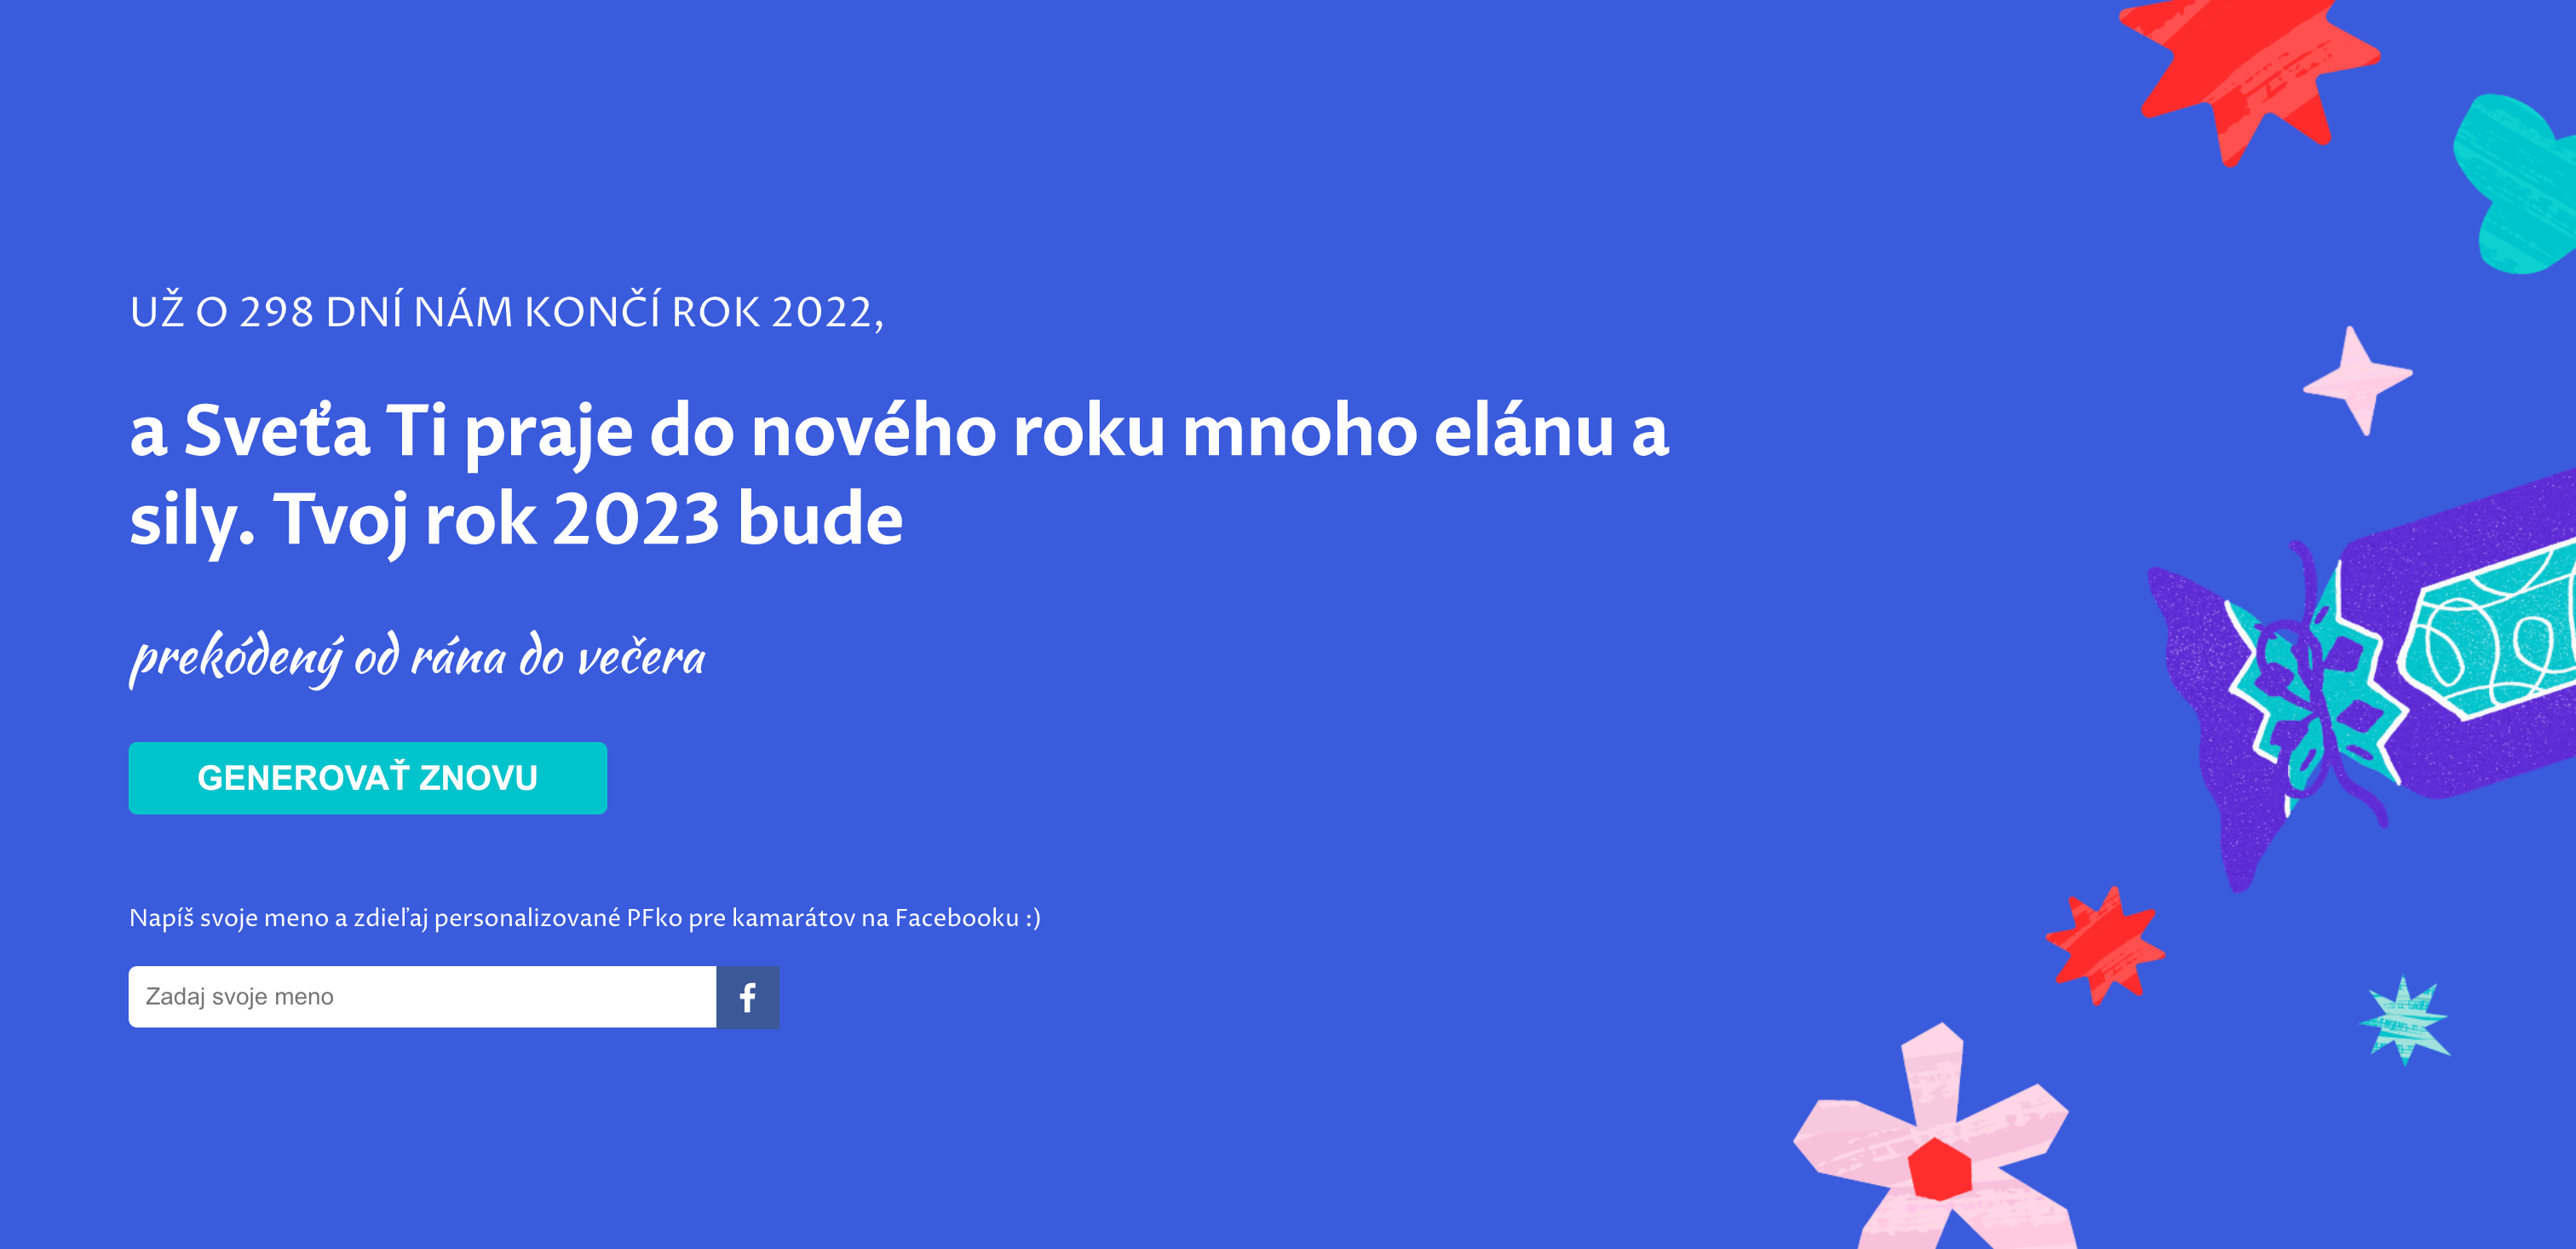 UŽ O 298 DNÍ NÁM KONČÍ ROK 2022,
a Sveťa Ti praje do nového roku mnoho elánu a
sily. Tvoj rok 2023 bude
prekódený od rána do večera
GENEROVAŤ ZNOVU
Napíš svoje meno a zdieľaj personalizované PFko pre kamarátov na Facebooku :)
Zadaj svoje meno